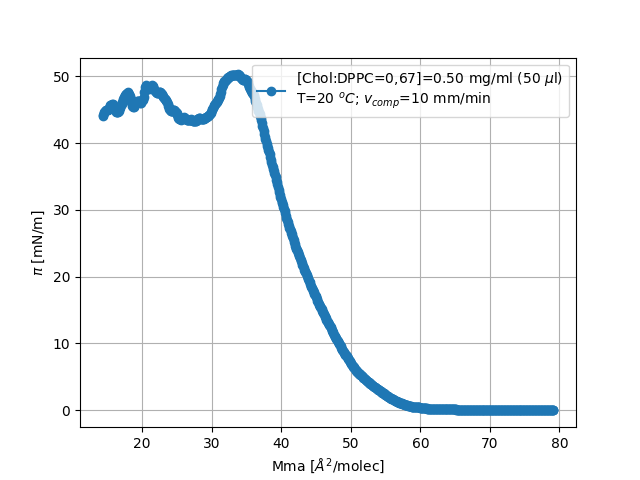 [Chol:DPPC=0,67]=0.50 mg/ml (50 μl)
T=20 °C; v_comp=10 mm/min
50
40
30
20
10
0
π [mN/m]
20 30 40 50 60 70 80
Mma [Å²/molec]